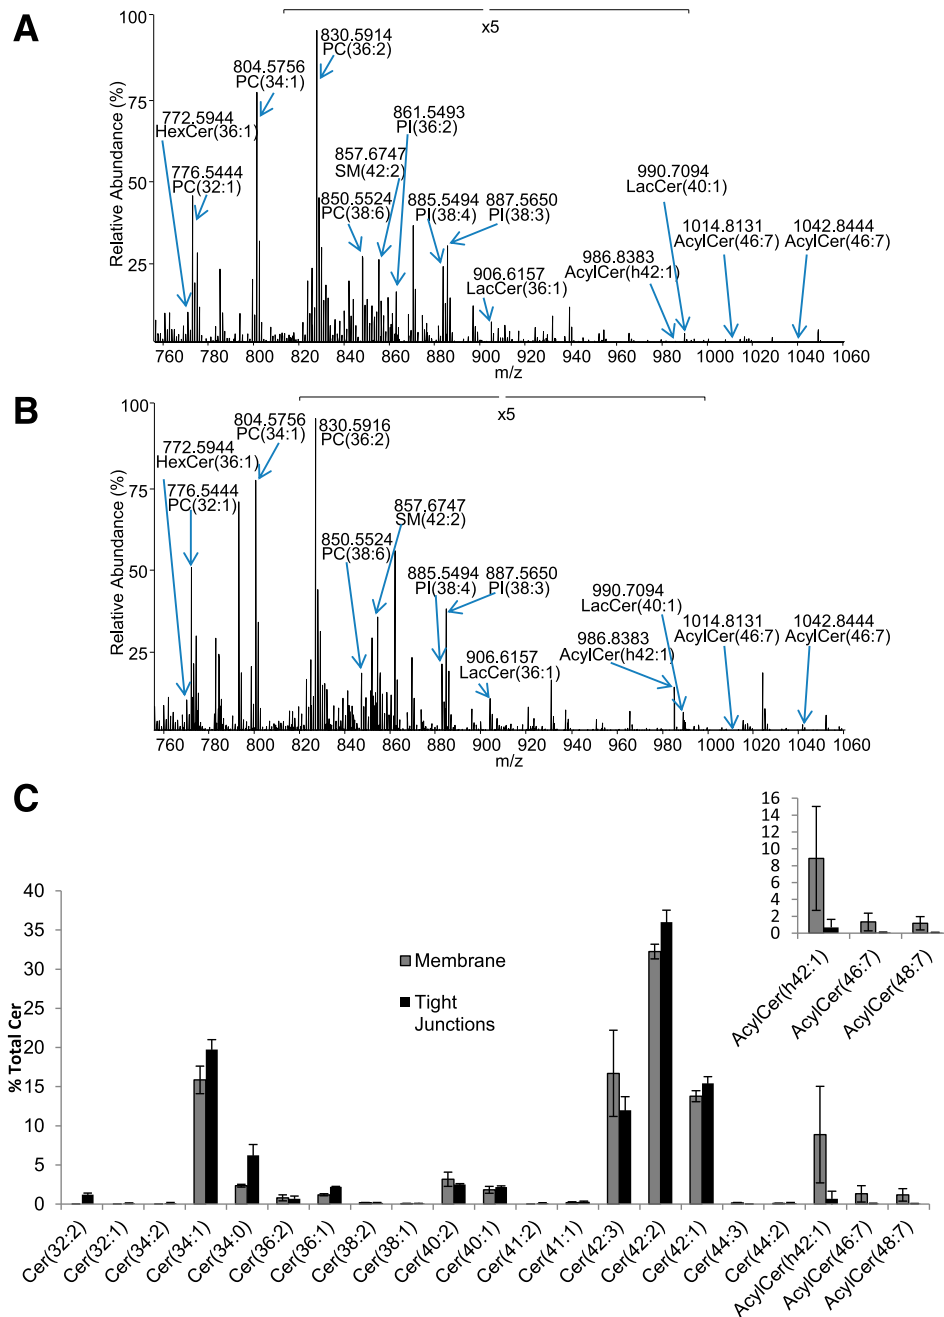 A
x5
100
830.5914
PC(36:2)
804.5756
PC(34:1)
861.5493
PI(36:2)
772.5944
HexCer(36:1)
857.6747
SM(42:2)
776.5444
PC(32:1)
990.7094
LacCer(40:1)
850.5524
PC(38:6)
885.5494
PI(38:4)
887.5650
PI(38:3)
1014.8131
AcylCer(46:7)
1042.8444
AcylCer(46:7)
986.8383
AcylCer(h42:1)
906.6157
LacCer(36:1)
75
50
25
Relative Abundance (%)
760 780 800 820 840 860 880 900 920 940 960 980 1000 1020 1040 1060
m/z
B
x5
100
804.5756
PC(34:1)
830.5916
PC(36:2)
772.5944
HexCer(36:1)
776.5444
PC(32:1)
857.6747
SM(42:2)
850.5524
PC(38:6)
885.5494
PI(38:4)
887.5650
PI(38:3)
990.7094
LacCer(40:1)
1014.8131
AcylCer(46:7)
1042.8444
AcylCer(46:7)
986.8383
AcylCer(h42:1)
906.6157
LacCer(36:1)
75
50
25
Relative Abundance (%)
760 780 800 820 840 860 880 900 920 940 960 980 1000 1020 1040 1060
m/z
C
16
14
12
10
8
6
4
2
0
AcylCer(h42:1)
AcylCer(46:7)
AcylCer(48:7)
40
35
30
25
20
15
10
5
0
% Total Cer
Membrane
Tight
Junctions
Cer(32:2)
Cer(32:1)
Cer(34:2)
Cer(34:1)
Cer(34:0)
Cer(36:2)
Cer(36:1)
Cer(38:2)
Cer(38:1)
Cer(40:2)
Cer(40:1)
Cer(41:2)
Cer(41:1)
Cer(42:3)
Cer(42:2)
Cer(42:1)
Cer(44:3)
Cer(44:2)
AcylCer(h42:1)
AcylCer(46:7)
AcylCer(48:7)